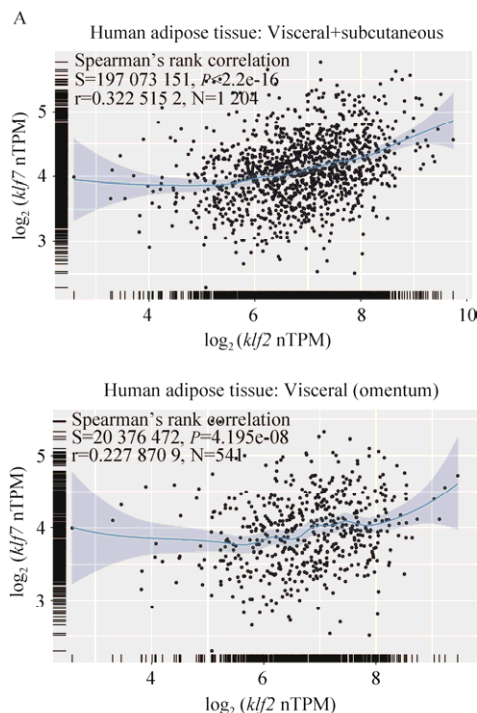 A
Human adipose tissue: Visceral+subcutaneous
Spearman's rank correlation
S=197 073 151, P<2.2e-16
r=0.322 515 2, N=1 204
5
4
3
log₂ (klf7 nTPM)
4 6 8 10
log₂ (klf2 nTPM)
Human adipose tissue: Visceral (omentum)
Spearman's rank correlation
S=20 376 472, P=4.195e-08
r=0.227 870 9, N=541
5
4
3
log₂ (klf7 nTPM)
4 6 8
log₂ (klf2 nTPM)